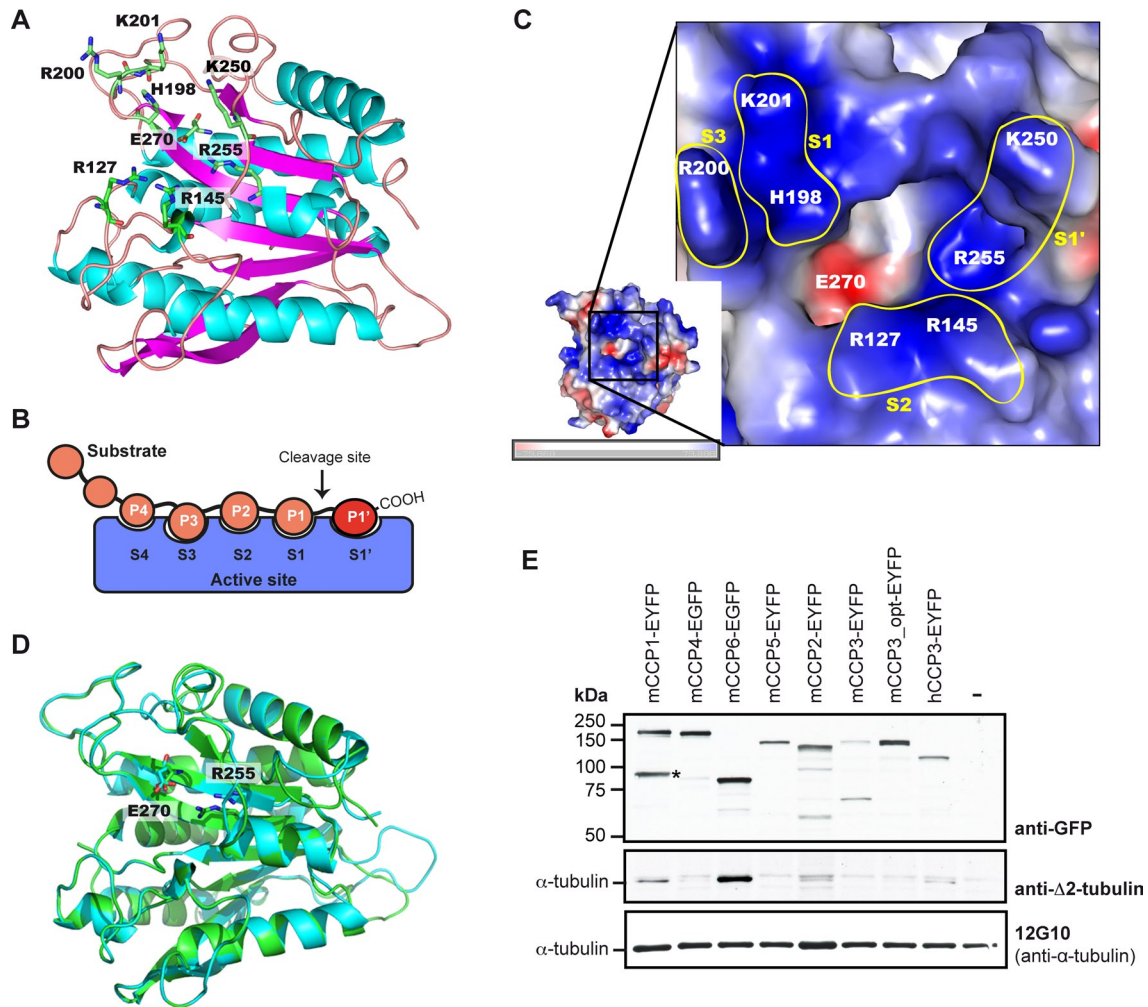 A
K201
R200
K250
H198
E270
R255
R127
R145
B
Substrate
Cleavage site
COOH
P4
P3
P2
P1
P1'
S4
S3
S2
S1
S1'
Active site
C
K201
S3
S1
K250
R200
H198
S1'
R255
E270
R127
R145
S2
D
R255
E270
E
mCCP1-EYFP
mCCP4-EGFP
mCCP6-EGFP
mCCP5-EYFP
mCCP2-EYFP
mCCP3-EYFP
mCCP3_opt-EYFP
hCCP3-EYFP
–
kDa
250
150
100
*
75
50
anti-GFP
α-tubulin
anti-Δ2-tubulin
α-tubulin
12G10
(anti-α-tubulin)